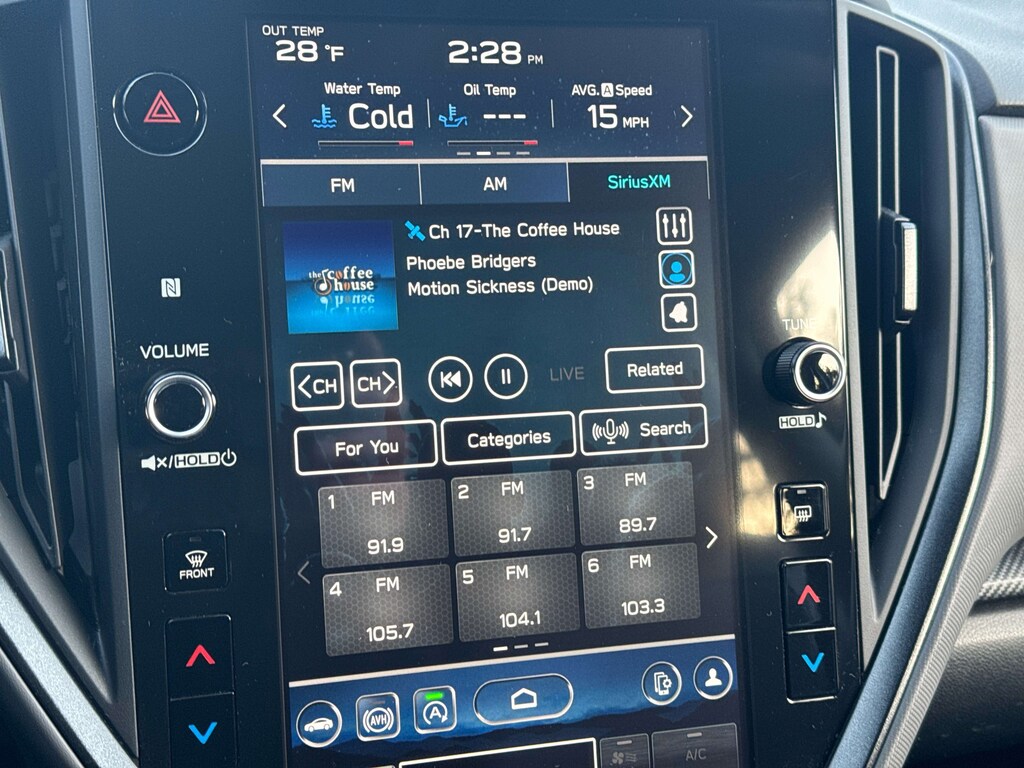 OUT TEMP
28 °F
2:28 PM
Water Temp
Cold
Oil Temp
---
AVG. A Speed
15 MPH
FM
AM
SiriusXM
the coffee
house
Ch 17-The Coffee House
Phoebe Bridgers
Motion Sickness (Demo)
VOLUME
TUNE
<CH
CH>
LIVE
Related
HOLD
For You
Categories
Search
/HOLD
1 FM
91.9
2 FM
91.7
3 FM
89.7
4 FM
105.7
5 FM
104.1
6 FM
103.3
FRONT
AVH
A
A/C